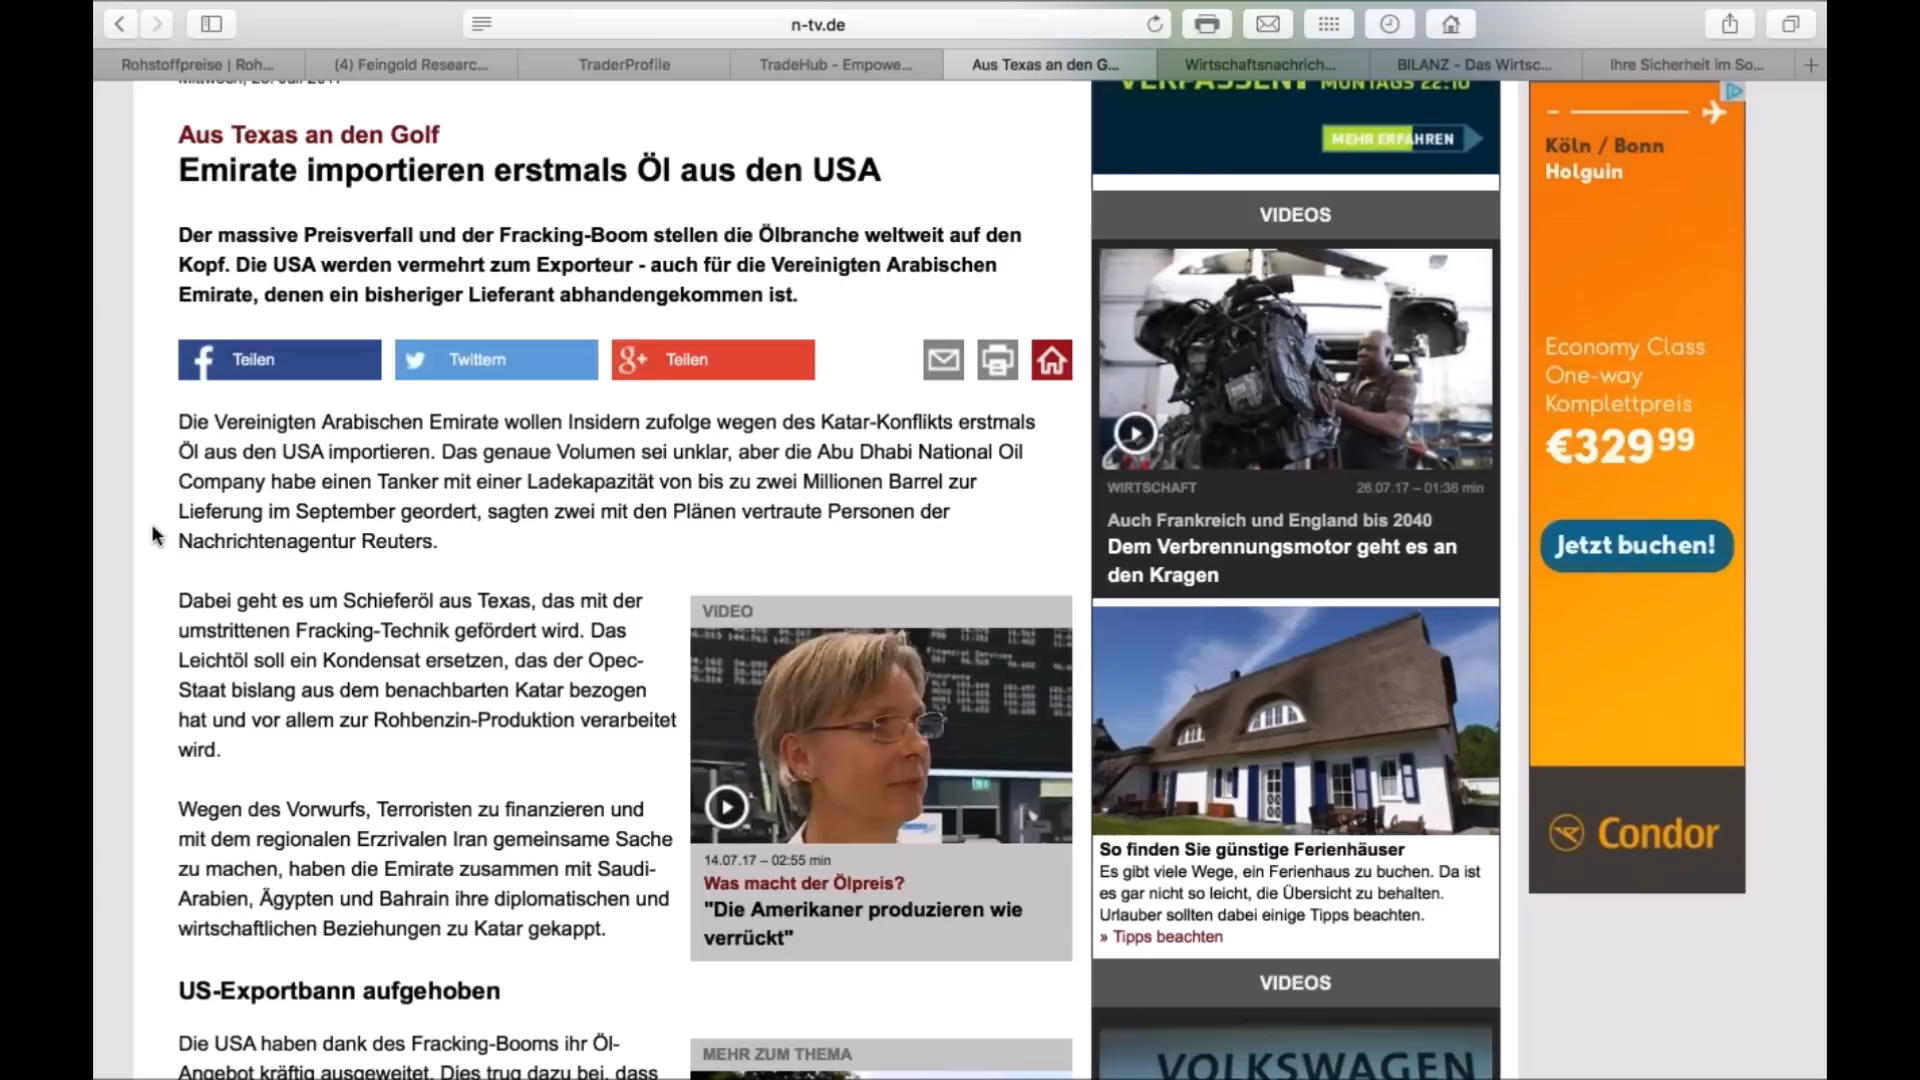 n-tv.de
Rohstoffpreise | Roh...
(4) Feingold Researc...
TraderProfile
TradeHub - Empowe...
Aus Texas an den G...
Wirtschaftsnachrich...
BILANZ - Das Wirtsc...
Ihre Sicherheit im So...
Aus Texas an den Golf
Emirate importieren erstmals Öl aus den USA
Der massive Preisverfall und der Fracking-Boom stellen die Ölbranche weltweit auf den
Kopf. Die USA werden vermehrt zum Exporteur - auch für die Vereinigten Arabischen
Emirate, denen ein bisheriger Lieferant abhandengekommen ist.
Teilen
Twittern
g+ Teilen
Die Vereinigten Arabischen Emirate wollen Insidern zufolge wegen des Katar-Konflikts erstmals
Öl aus den USA importieren. Das genaue Volumen sei unklar, aber die Abu Dhabi National Oil
Company habe einen Tanker mit einer Ladekapazität von bis zu zwei Millionen Barrel zur
Lieferung im September geordert, sagten zwei mit den Plänen vertraute Personen der
Nachrichtenagentur Reuters.
Dabei geht es um Schieferöl aus Texas, das mit der
umstrittenen Fracking-Technik gefördert wird. Das
Leichtöl soll ein Kondensat ersetzen, das der Opec-
Staat bislang aus dem benachbarten Katar bezogen
hat und vor allem zur Rohbenzin-Produktion verarbeitet
wird.
Wegen des Vorwurfs, Terroristen zu finanzieren und
mit dem regionalen Erzrivalen Iran gemeinsame Sache
zu machen, haben die Emirate zusammen mit Saudi-
Arabien, Ägypten und Bahrain ihre diplomatischen und
wirtschaftlichen Beziehungen zu Katar gekappt.
US-Exportbann aufgehoben
Die USA haben dank des Fracking-Booms ihr Öl-
Angebot kräftig ausgeweitet. Dies trug dazu bei, dass
VIDEO
14.07.17 – 02:55 min
Was macht der Ölpreis?
"Die Amerikaner produzieren wie
verrückt"
MEHR ZUM THEMA
VERPASSEN? MONTAGS 22:10
MEHR ERFAHREN
VIDEOS
WIRTSCHAFT
26.07.17 – 01:36 min
Auch Frankreich und England bis 2040
Dem Verbrennungsmotor geht es an
den Kragen
So finden Sie günstige Ferienhäuser
Es gibt viele Wege, ein Ferienhaus zu buchen. Da ist
es gar nicht so leicht, die Übersicht zu behalten.
Urlauber sollten dabei einige Tipps beachten.
» Tipps beachten
VIDEOS
VOLKSWAGEN
Köln / Bonn
Holguin
Economy Class
One-way
Komplettpreis
€329⁹⁹
Jetzt buchen!
Condor